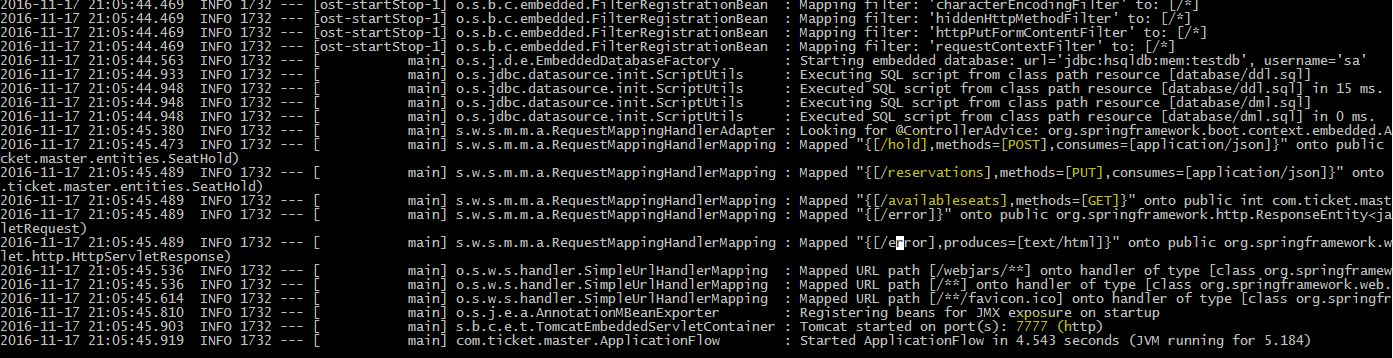 2016-11-17 21:05:44.469  INFO 1732 --- [ost-startStop-1] o.s.b.c.embedded.FilterRegistrationBean  : Mapping filter: 'characterEncodingFilter' to: [/*]
2016-11-17 21:05:44.469  INFO 1732 --- [ost-startStop-1] o.s.b.c.embedded.FilterRegistrationBean  : Mapping filter: 'hiddenHttpMethodFilter' to: [/*]
2016-11-17 21:05:44.469  INFO 1732 --- [ost-startStop-1] o.s.b.c.embedded.FilterRegistrationBean  : Mapping filter: 'httpPutFormContentFilter' to: [/*]
2016-11-17 21:05:44.469  INFO 1732 --- [ost-startStop-1] o.s.b.c.embedded.FilterRegistrationBean  : Mapping filter: 'requestContextFilter' to: [/*]
2016-11-17 21:05:44.563  INFO 1732 --- [           main] o.s.j.d.e.EmbeddedDatabaseFactory        : Starting embedded database: url='jdbc:hsqldb:mem:testdb', username='sa'
2016-11-17 21:05:44.933  INFO 1732 --- [           main] o.s.jdbc.datasource.init.ScriptUtils     : Executing SQL script from class path resource [database/ddl.sql]
2016-11-17 21:05:44.948  INFO 1732 --- [           main] o.s.jdbc.datasource.init.ScriptUtils     : Executed SQL script from class path resource [database/ddl.sql] in 15 ms.
2016-11-17 21:05:44.948  INFO 1732 --- [           main] o.s.jdbc.datasource.init.ScriptUtils     : Executing SQL script from class path resource [database/dml.sql]
2016-11-17 21:05:44.948  INFO 1732 --- [           main] o.s.jdbc.datasource.init.ScriptUtils     : Executed SQL script from class path resource [database/dml.sql] in 0 ms.
2016-11-17 21:05:45.380  INFO 1732 --- [           main] s.w.s.m.m.a.RequestMappingHandlerAdapter : Looking for @ControllerAdvice: org.springframework.boot.context.embedded.A
2016-11-17 21:05:45.473  INFO 1732 --- [           main] s.w.s.m.m.a.RequestMappingHandlerMapping : Mapped "{[/hold],methods=[POST],consumes=[application/json]}" onto public
cket.master.entities.SeatHold)
2016-11-17 21:05:45.489  INFO 1732 --- [           main] s.w.s.m.m.a.RequestMappingHandlerMapping : Mapped "{[/reservations],methods=[PUT],consumes=[application/json]}" onto
.ticket.master.entities.SeatHold)
2016-11-17 21:05:45.489  INFO 1732 --- [           main] s.w.s.m.m.a.RequestMappingHandlerMapping : Mapped "{[/availableseats],methods=[GET]}" onto public int com.ticket.mast
2016-11-17 21:05:45.489  INFO 1732 --- [           main] s.w.s.m.m.a.RequestMappingHandlerMapping : Mapped "{[/error]}" onto public org.springframework.http.ResponseEntity<ja
letRequest)
2016-11-17 21:05:45.489  INFO 1732 --- [           main] s.w.s.m.m.a.RequestMappingHandlerMapping : Mapped "{[/error],produces=[text/html]}" onto public org.springframework.w
let.http.HttpServletResponse)
2016-11-17 21:05:45.536  INFO 1732 --- [           main] o.s.w.s.handler.SimpleUrlHandlerMapping  : Mapped URL path [/webjars/**] onto handler of type [class org.springframew
2016-11-17 21:05:45.536  INFO 1732 --- [           main] o.s.w.s.handler.SimpleUrlHandlerMapping  : Mapped URL path [/**] onto handler of type [class org.springframework.web.
2016-11-17 21:05:45.614  INFO 1732 --- [           main] o.s.w.s.handler.SimpleUrlHandlerMapping  : Mapped URL path [/**/favicon.ico] onto handler of type [class org.springfr
2016-11-17 21:05:45.810  INFO 1732 --- [           main] o.s.j.e.a.AnnotationMBeanExporter        : Registering beans for JMX exposure on startup
2016-11-17 21:05:45.903  INFO 1732 --- [           main] s.b.c.e.t.TomcatEmbeddedServletContainer : Tomcat started on port(s): 7777 (http)
2016-11-17 21:05:45.919  INFO 1732 --- [           main] com.ticket.master.ApplicationFlow        : Started ApplicationFlow in 4.543 seconds (JVM running for 5.184)